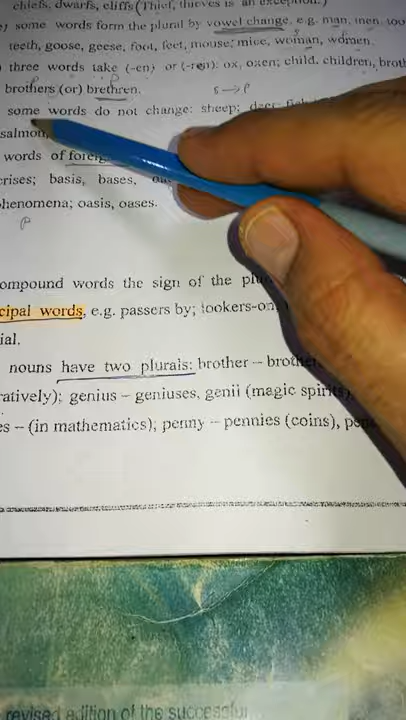 chiefs, dwarfs, cliffs (Thief, thieves is an exception.)
) some words form the plural by vowel change, e.g. man, men, too
teeth, goose, geese, foot, feet, mouse; mice, woman, women.
three words take (-en) or (-ren): ox, oxen; child, children, broth
brothers (or) brethren.
s → p
some words do not change: sheep; deer
salmon,
words of foreig
crises; basis, bases,
phenomena; oasis, oases.
P
ompound words the sign of the plu
cipal words, e.g. passers by; lookers-on,
ial.
nouns have two plurals: brother – brothe
ratively); genius – geniuses, genii (magic spirits)
es – (in mathematics); penny – pennies (coins), pen
revised edition of the successful